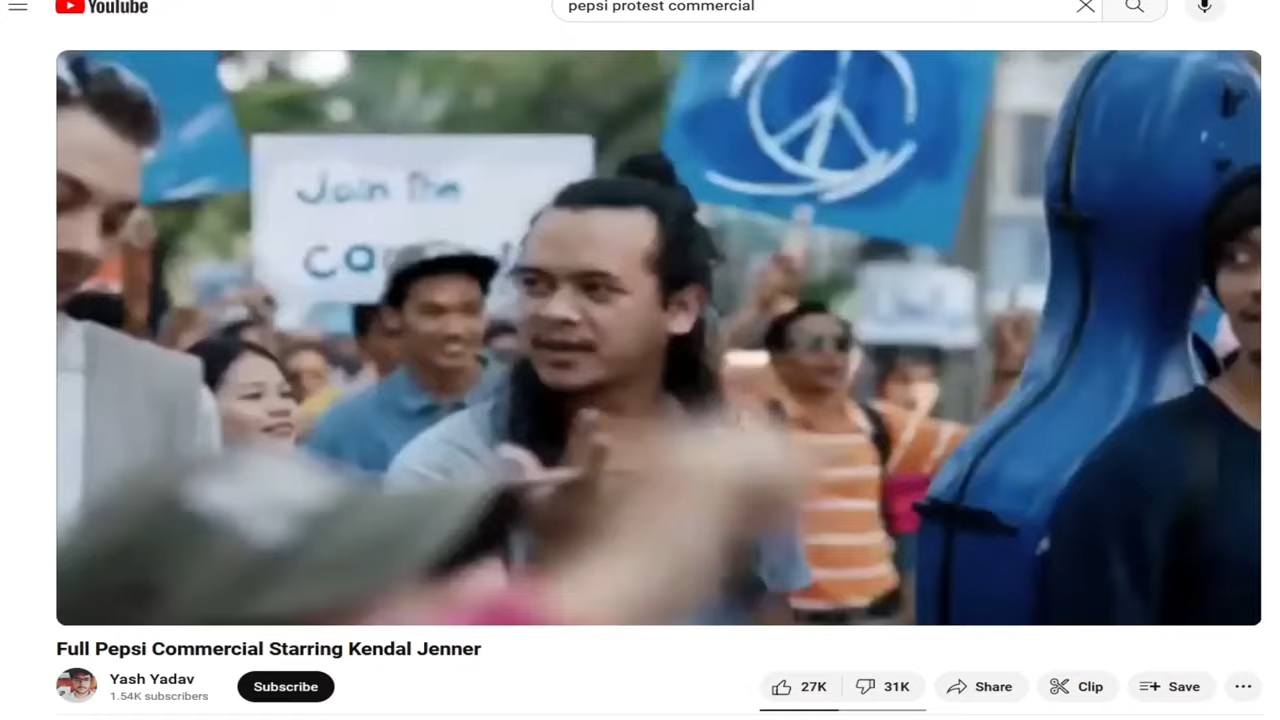 YouTube
pepsi protest commercial
Join the
Full Pepsi Commercial Starring Kendal Jenner
Yash Yadav
1.54K subscribers
Subscribe
27K
31K
Share
Clip
Save